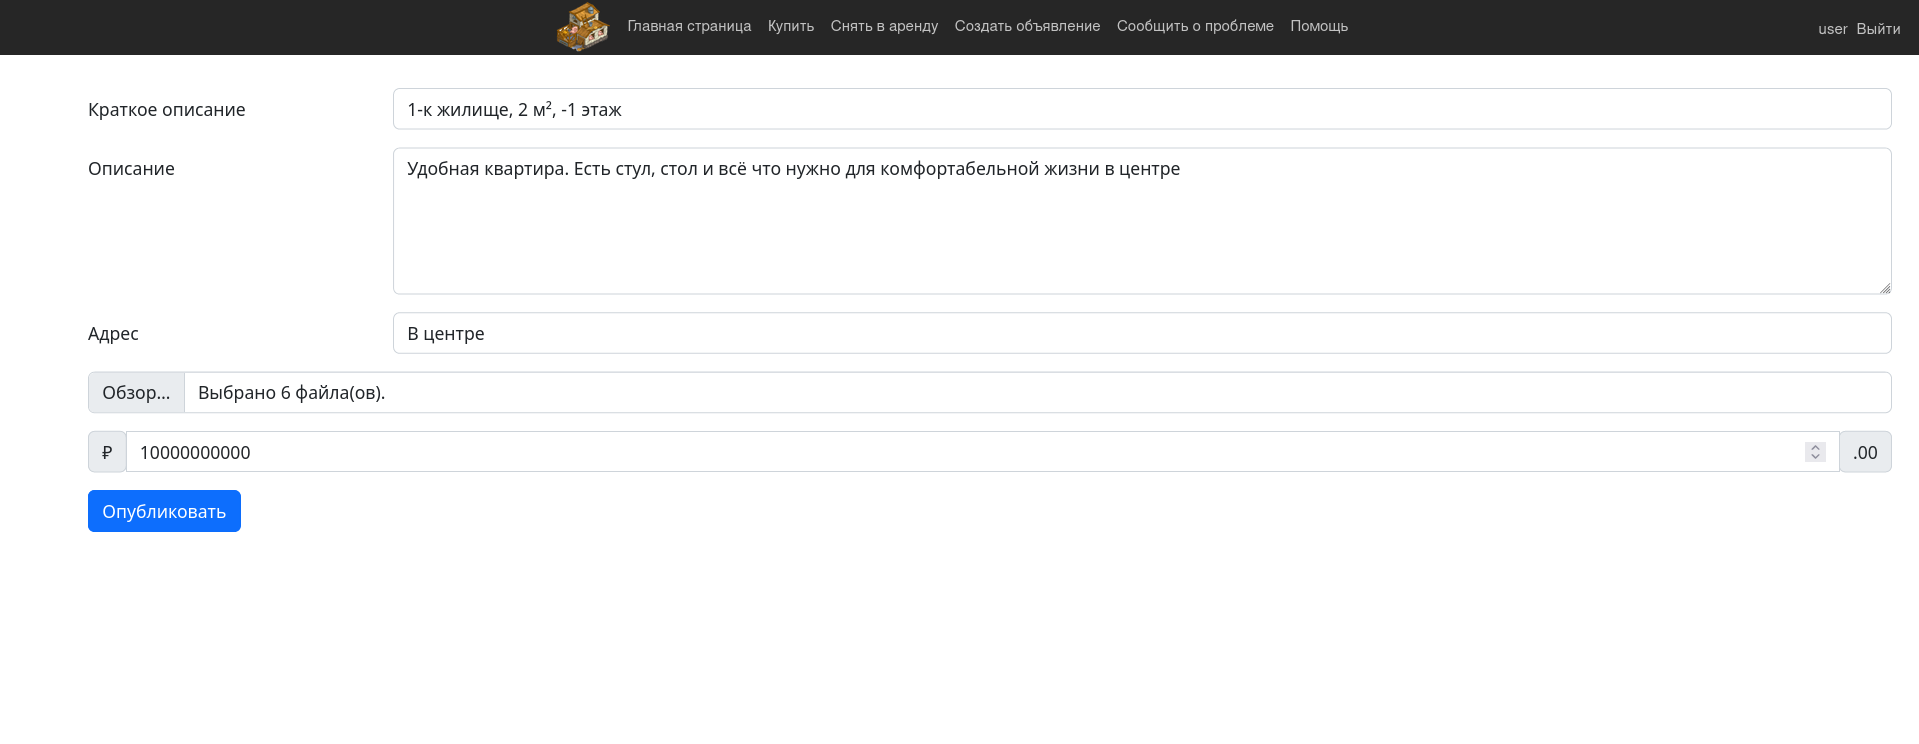 Главная страница Купить Снять в аренду Создать объявление Сообщить о проблеме Помощь user Выйти
Краткое описание 1-к жилище, 2 м², -1 этаж
Описание Удобная квартира. Есть стул, стол и всё что нужно для комфортабельной жизни в центре
Адрес В центре
Обзор... Выбрано 6 файла(ов).
₽ 10000000000 .00
Опубликовать